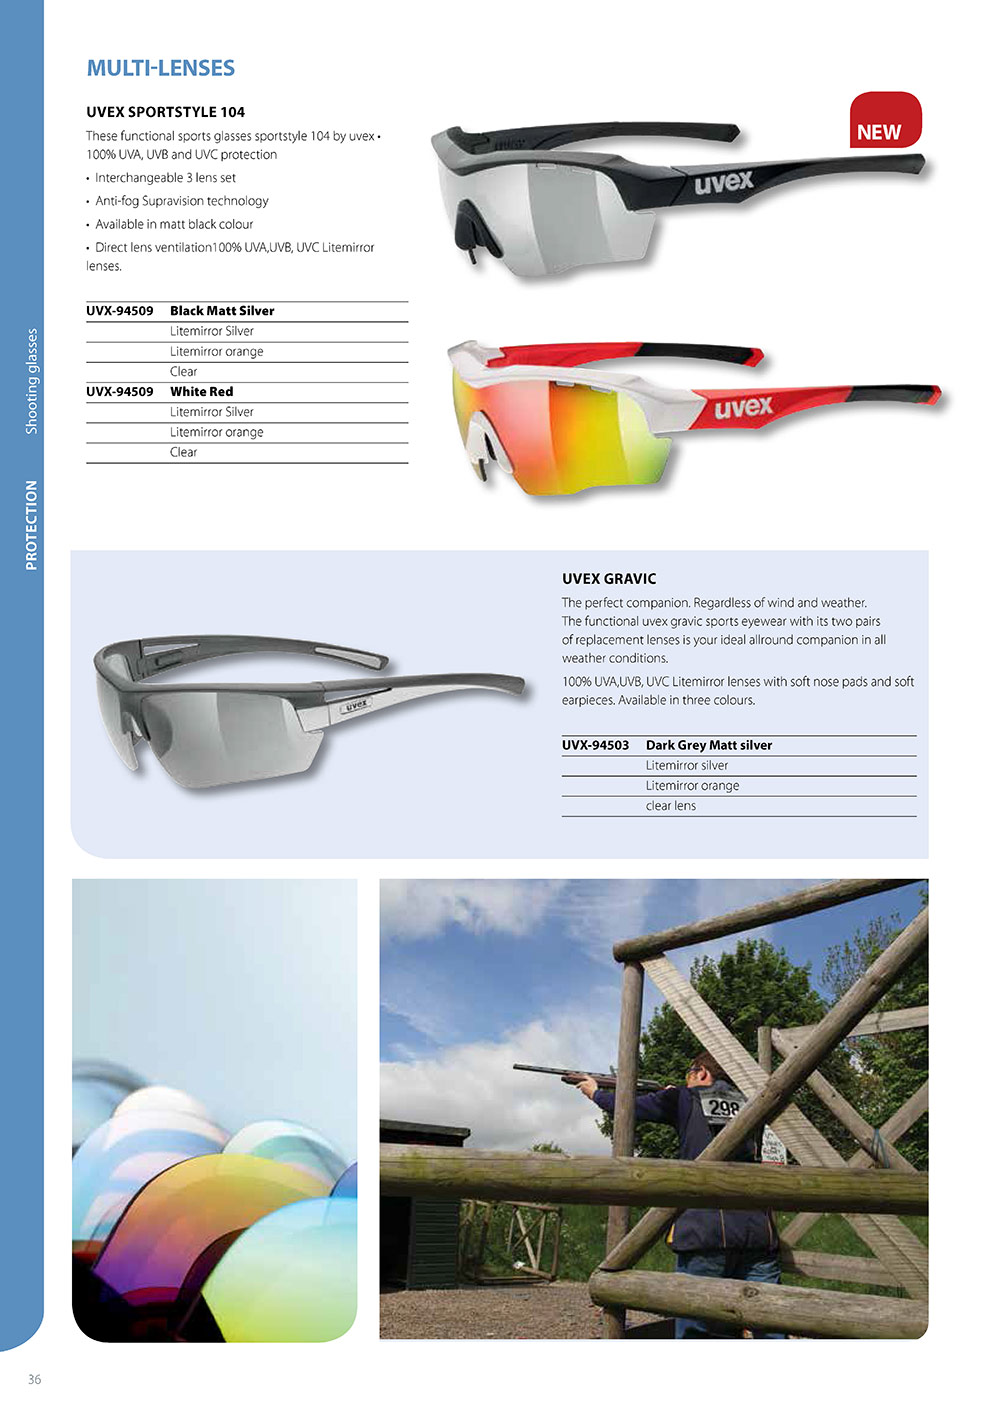 MULTI-LENSES
UVEX SPORTSTYLE 104
These functional sports glasses sportstyle 104 by uvex •
100% UVA, UVB and UVC protection
• Interchangeable 3 lens set
• Anti-fog Supravision technology
• Available in matt black colour
• Direct lens ventilation100% UVA,UVB, UVC Litemirror
lenses.
NEW
uvex
UVX-94509 Black Matt Silver
Litemirror Silver
Litemirror orange
Clear
UVX-94509 White Red
Litemirror Silver
Litemirror orange
Clear
uvex
Shooting glasses
PROTECTION
UVEX GRAVIC
The perfect companion. Regardless of wind and weather.
The functional uvex gravic sports eyewear with its two pairs
of replacement lenses is your ideal allround companion in all
weather conditions.
100% UVA,UVB, UVC Litemirror lenses with soft nose pads and soft
earpieces. Available in three colours.
uvex
UVX-94503 Dark Grey Matt silver
Litemirror silver
Litemirror orange
clear lens
298
36